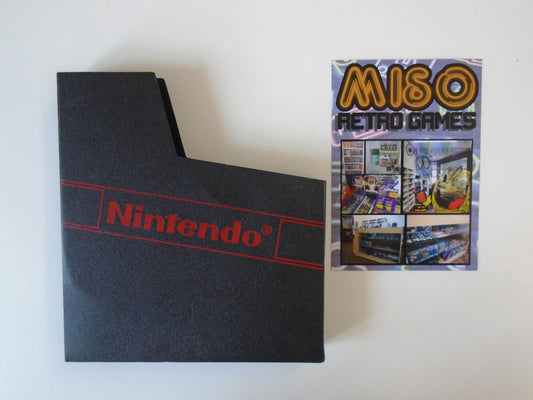 Nintendo®
MISO
RETRO GAMES